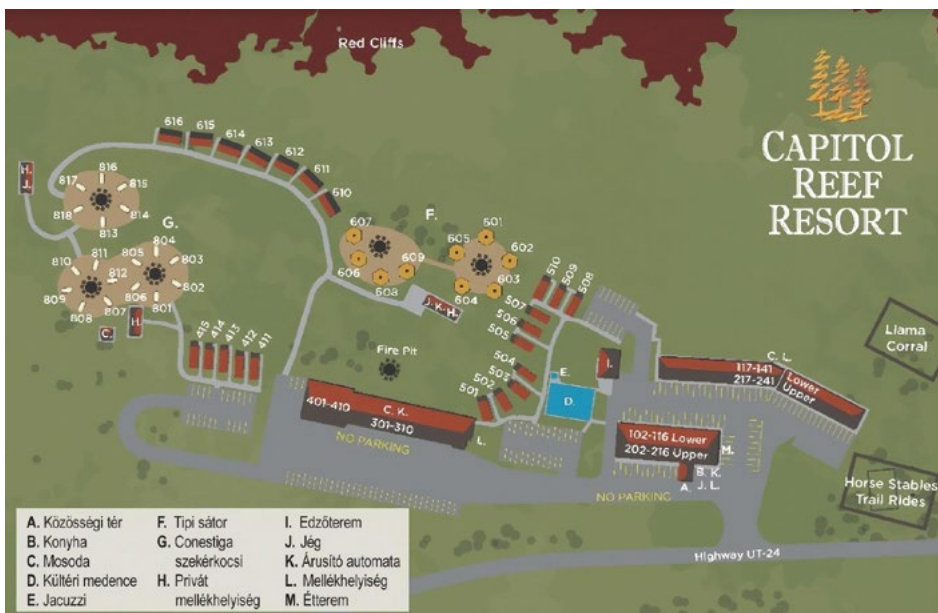 Red Cliffs
CAPITOL
REEF
RESORT
616
615
614
613
612
611
610
H.
J.
816
817
815
818
814
813
G.
804
811
805
803
810
812
802
809
806
801
807
808
C.
H.
F.
607
601
605
602
609
606
608
603
604
J. K. H.
510
509
508
507
506
505
504
503
502
501
415
414
413
412
411
Fire Pit
E.
D.
I.
C. L.
117-141
217-241
Lower
Upper
Llama
Corral
401-410
C. K.
301-310
L.
NO PARKING
102-116 Lower
202-216 Upper
M.
B. K.
A. J. L.
NO PARKING
Horse Stables
Trail Rides
Highway UT-24
A. Közösségi tér
B. Konyha
C. Mosoda
D. Kültéri medence
E. Jacuzzi
F. Tipi sátor
G. Conestiga
szekérkocsi
H. Privát
mellékhelyiség
I. Edzőterem
J. Jég
K. Árusító automata
L. Mellékhelyiség
M. Étterem